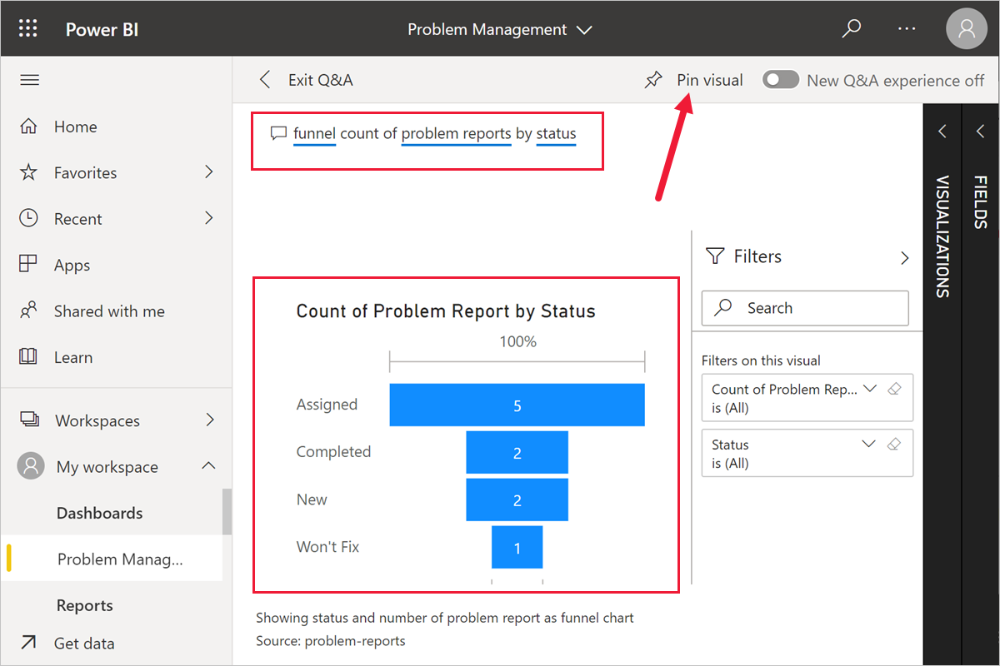 Power BI
Problem Management
Exit Q&A
Pin visual
New Q&A experience off
Home
Favorites
Recent
Apps
Shared with me
Learn
Workspaces
My workspace
Dashboards
Problem Manag...
Reports
Get data
funnel count of problem reports by status
Count of Problem Report by Status
100%
Assigned
5
Completed
2
New
2
Won't Fix
1
Showing status and number of problem report as funnel chart
Source: problem-reports
Filters
Search
Filters on this visual
Count of Problem Rep...
is (All)
Status
is (All)
VISUALIZATIONS
FIELDS